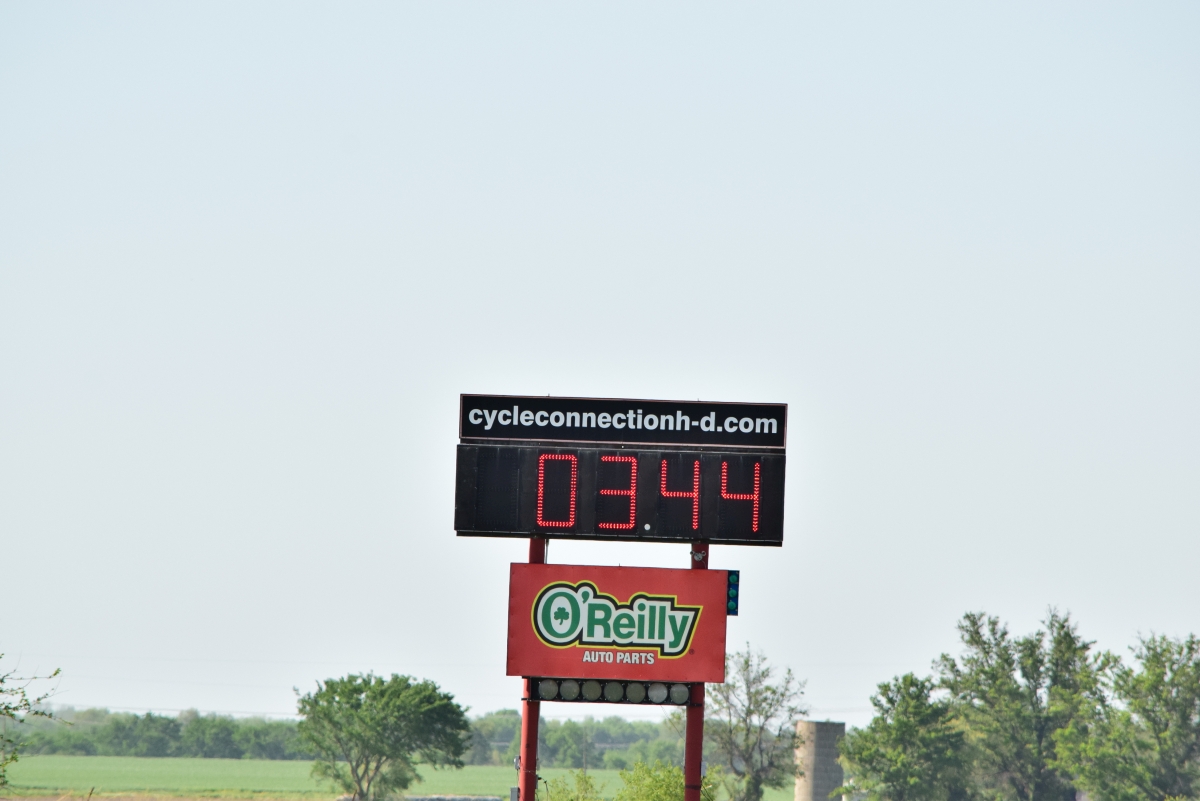 cycleconnectionh-d.com
03.44
O'Reilly
AUTO PARTS